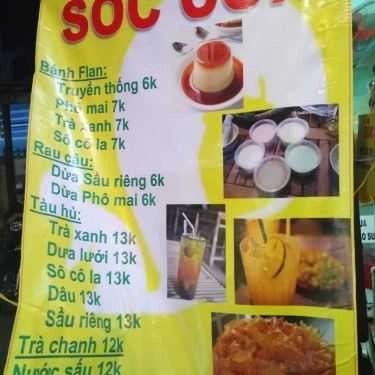 SÓC
Bánh Flan:
Truyền thống 6k
Phô mai 7k
Trà xanh 7k
Sô cô la 7k
Rau câu:
Dừa Sầu riêng 6k
Dừa Phô mai 6k
Tàu hủ:
Trà xanh 13k
Dưa lưới 13k
Sô cô la 13k
Dâu 13k
Sầu riêng 13k
Trà chanh 12k
Nước sấu 12k